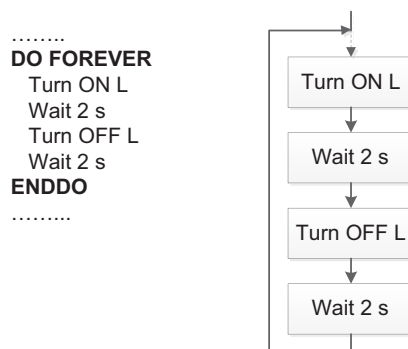 ........
DO FOREVER
Turn ON L
Wait 2 s
Turn OFF L
Wait 2 s
ENDDO
.........
Turn ON L
Wait 2 s
Turn OFF L
Wait 2 s